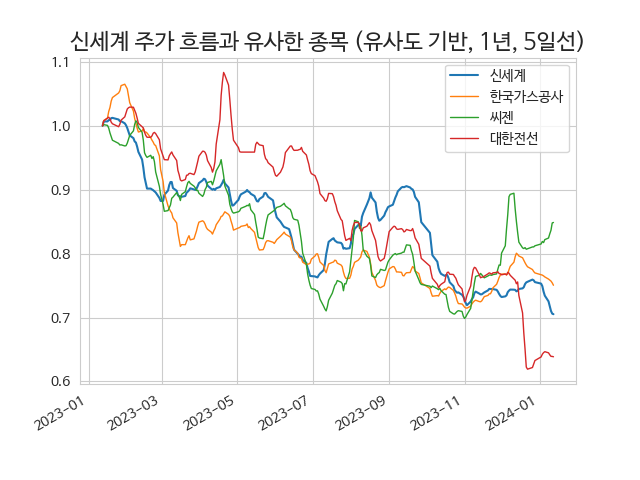 신세계 주가 흐름과 유사한 종목 (유사도 기반, 1년, 5일선)
1.1
1.0
0.9
0.8
0.7
0.6
신세계
한국가스공사
씨젠
대한전선
2023-01
2023-03
2023-05
2023-07
2023-09
2023-11
2024-01